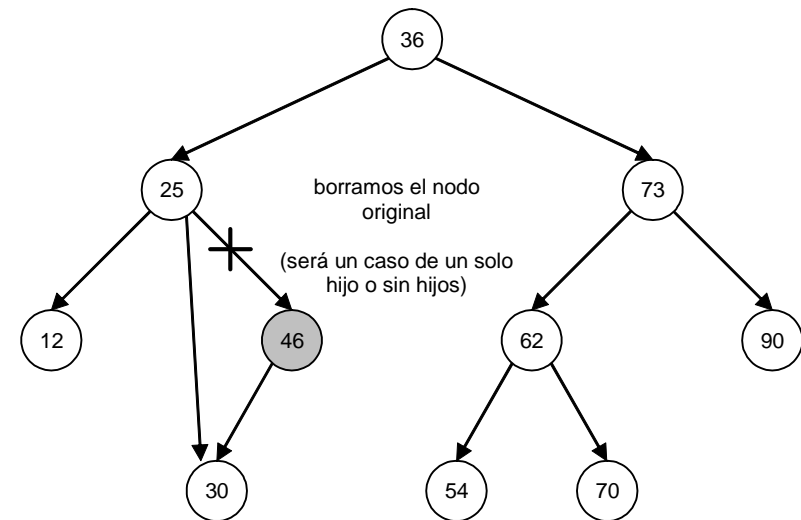 36
25
borramos el nodo
original
73
(será un caso de un solo
hijo o sin hijos)
12
46
62
90
30
54
70